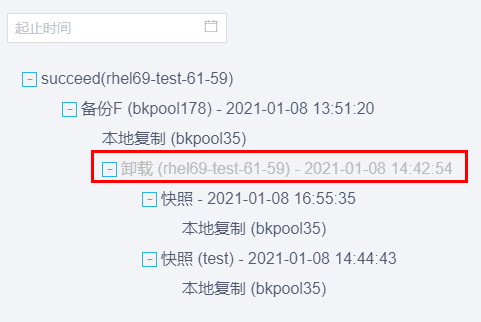 起止时间
succeed(rhel69-test-61-59)
备份F (bkpool178) - 2021-01-08 13:51:20
本地复制 (bkpool35)
卸载 (rhel69-test-61-59) - 2021-01-08 14:42:54
快照 - 2021-01-08 16:55:35
本地复制 (bkpool35)
快照 (test) - 2021-01-08 14:44:43
本地复制 (bkpool35)